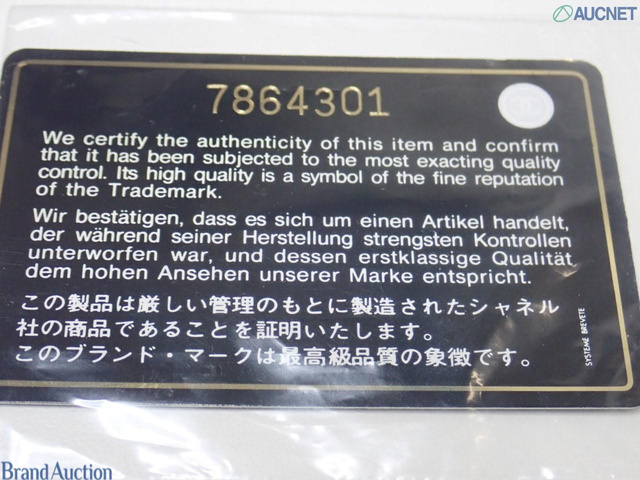 AUCNET
7864301
We certify the authenticity of this item and confirm
that it has been subjected to the most exacting quality
control. Its high quality is a symbol of the fine reputation
of the Trademark.
Wir bestätigen, dass es sich um einen Artikel handelt,
der während seiner Herstellung strengsten Kontrollen
unterworfen war, und dessen erstklassige Qualität
dem hohen Ansehen unserer Marke entspricht.
この製品は厳しい管理のもとに製造されたシャネル
社の商品であることを証明いたします。
このブランド・マークは最高級品質の象徴です。
SYSTEME BREVETE
Brand Auction